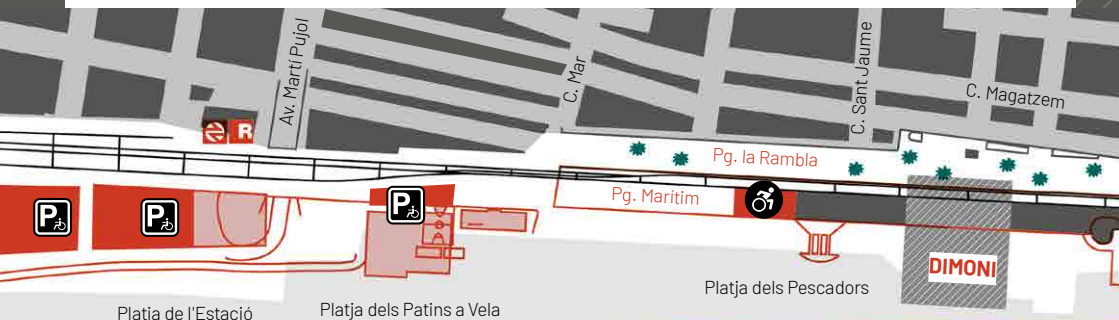 Av. Martí Pujol
C. Mar
C. Sant Jaume
C. Magatzem
R
Pg. la Rambla
Pg. Marítim
P
P
P
DIMONI
Platja dels Pescadors
Platja de l'Estació
Platja dels Patins a Vela